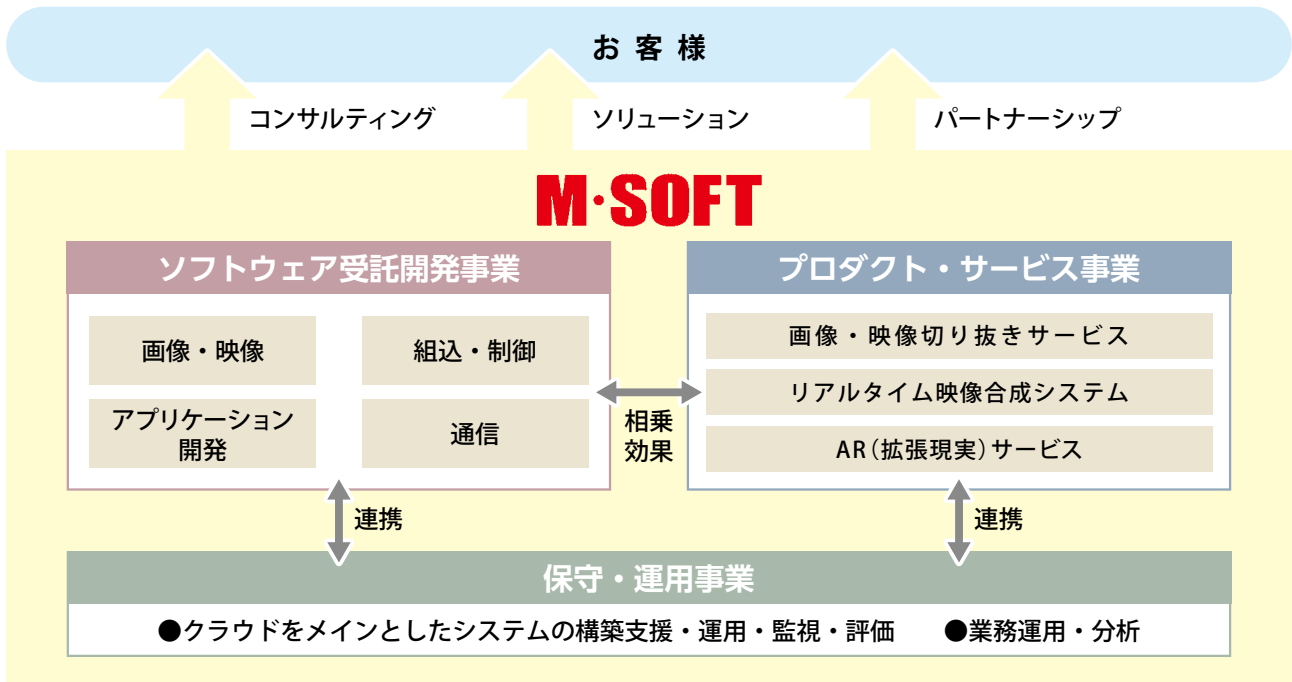 お客様
コンサルティング
ソリューション
パートナーシップ
M・SOFT
ソフトウェア受託開発事業
画像・映像
組込・制御
アプリケーション
開発
通信
相乗
効果
プロダクト・サービス事業
画像・映像切り抜きサービス
リアルタイム映像合成システム
AR(拡張現実)サービス
連携
連携
保守・運用事業
●クラウドをメインとしたシステムの構築支援・運用・監視・評価 ●業務運用・分析